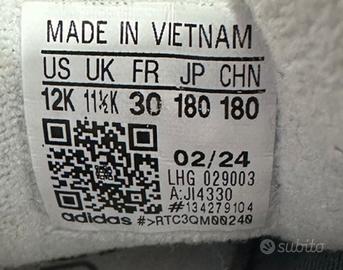 MADE IN VIETNAM
US UK FR JP CHN
12K 11½K 30 180 180
02/24
LHG 029003
A:JI4330
#134279104
adidas #>RTC3QM00240
subito